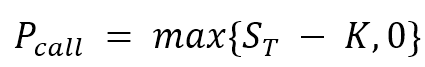 P_call = max{S_T − K, 0}